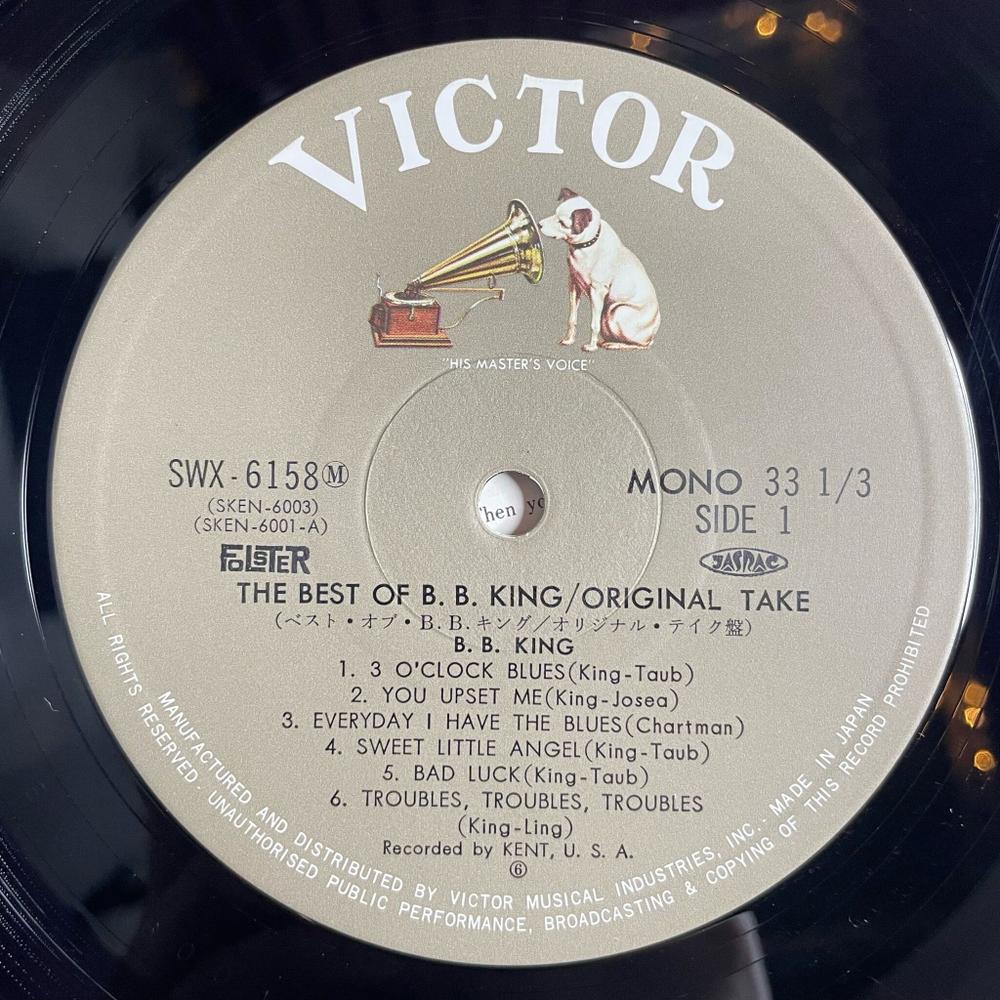 VICTOR
"HIS MASTER'S VOICE"
SWX-6158Ⓜ
(SKEN-6003)
(SKEN-6001-A)
FOLSTER
MONO 33 1/3
SIDE 1
JASRAC
THE BEST OF B. B. KING/ORIGINAL TAKE
(ベスト・オブ・B.B.キング/オリジナル・テイク盤)
B. B. KING
1. 3 O'CLOCK BLUES(King-Taub)
2. YOU UPSET ME(King-Josea)
3. EVERYDAY I HAVE THE BLUES(Chartman)
4. SWEET LITTLE ANGEL(King-Taub)
5. BAD LUCK(King-Taub)
6. TROUBLES, TROUBLES, TROUBLES
(King-Ling)
Recorded by KENT, U. S. A.
⑥
MANUFACTURED AND DISTRIBUTED BY VICTOR MUSICAL INDUSTRIES, INC.- MADE IN JAPAN
ALL RIGHTS RESERVED-UNAUTHORISED PUBLIC PERFORMANCE, BROADCASTING & COPYING OF THIS RECORD PROHIBITED